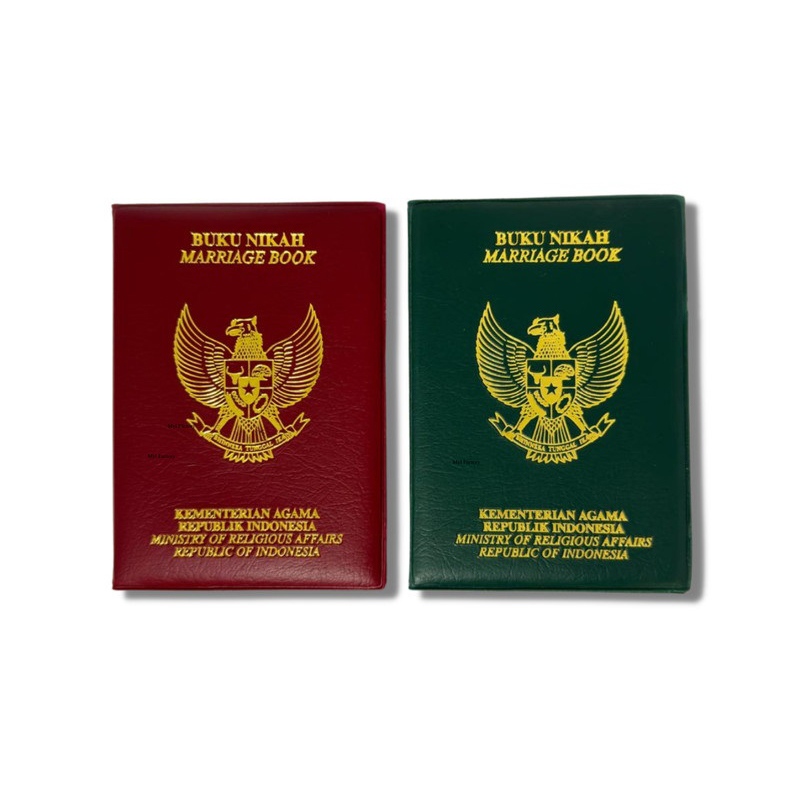 BUKU NIKAH
MARRIAGE BOOK
KEMENTERIAN AGAMA
REPUBLIK INDONESIA
MINISTRY OF RELIGIOUS AFFAIRS
REPUBLIC OF INDONESIA
BUKU NIKAH
MARRIAGE BOOK
KEMENTERIAN AGAMA
REPUBLIK INDONESIA
MINISTRY OF RELIGIOUS AFFAIRS
REPUBLIC OF INDONESIA